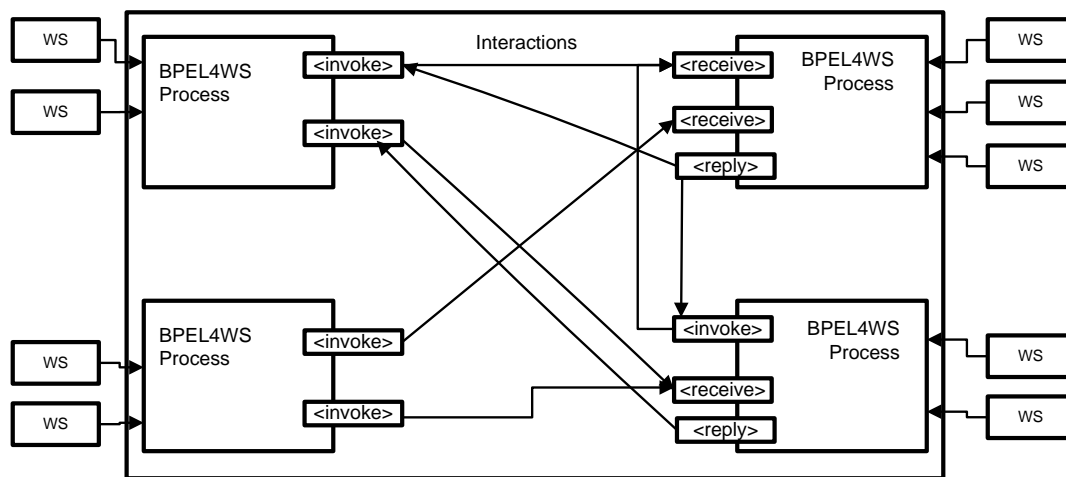 WS
WS
BPEL4WS
Process
<invoke>
<invoke>
Interactions
<receive>
<receive>
<reply>
BPEL4WS
Process
WS
WS
WS
WS
WS
BPEL4WS
Process
<invoke>
<invoke>
<invoke>
<receive>
<reply>
BPEL4WS
Process
WS
WS